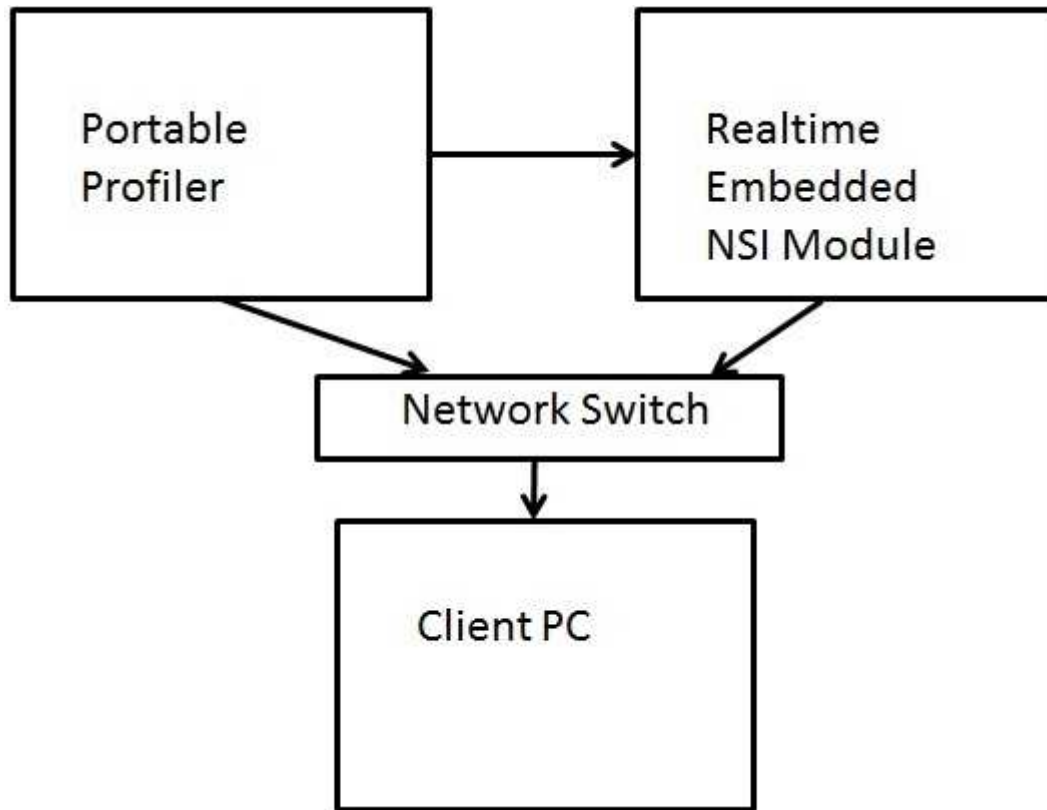 Portable
Profiler
Realtime
Embedded
NSI Module
Network Switch
Client PC